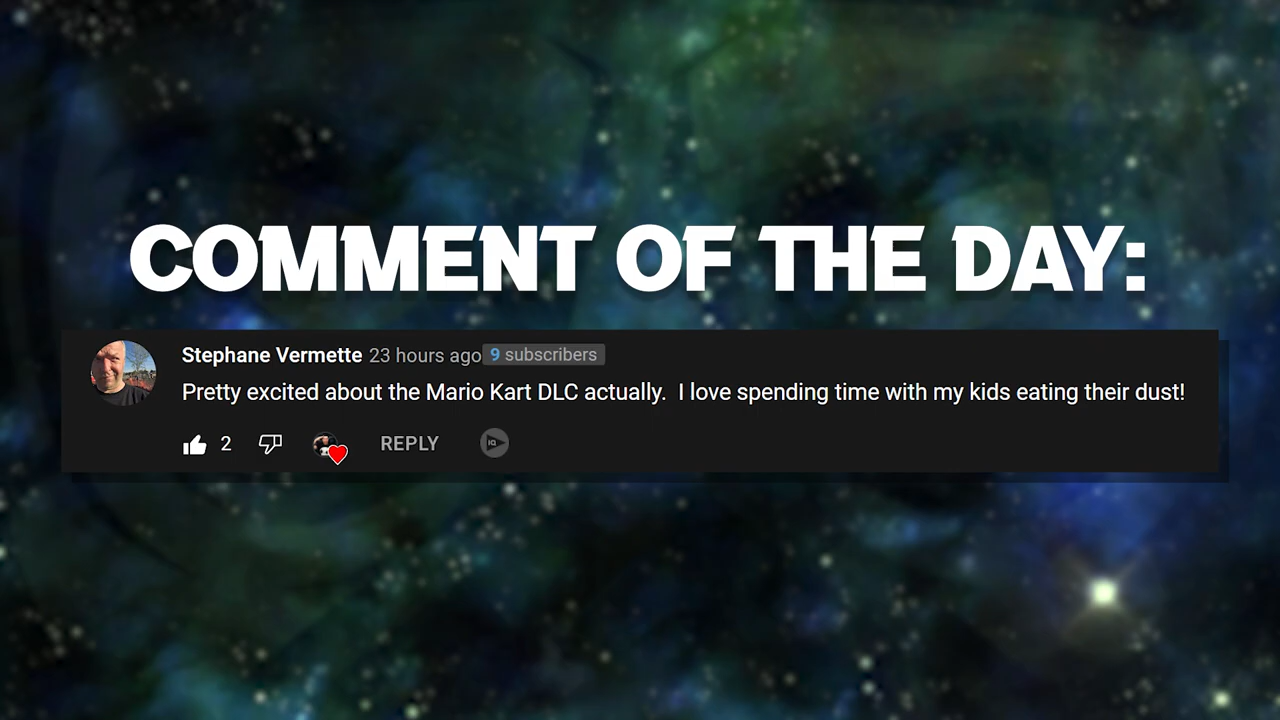 COMMENT OF THE DAY:
Stephane Vermette 23 hours ago 9 subscribers
Pretty excited about the Mario Kart DLC actually.  I love spending time with my kids eating their dust!
2 REPLY IQ